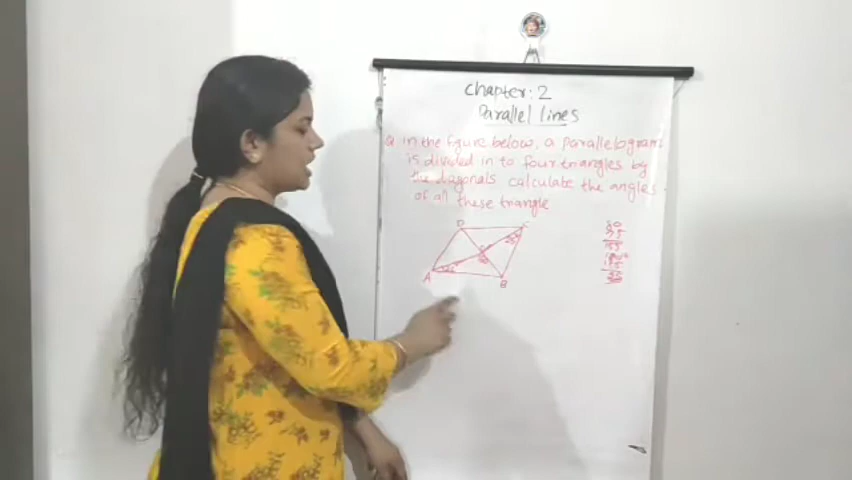 Chapter: 2
Parallel lines
Q in the figure below, a parallelogram
is divided in to four triangles by
the diagonals calculate the angles
of all these triangle
D
A
B